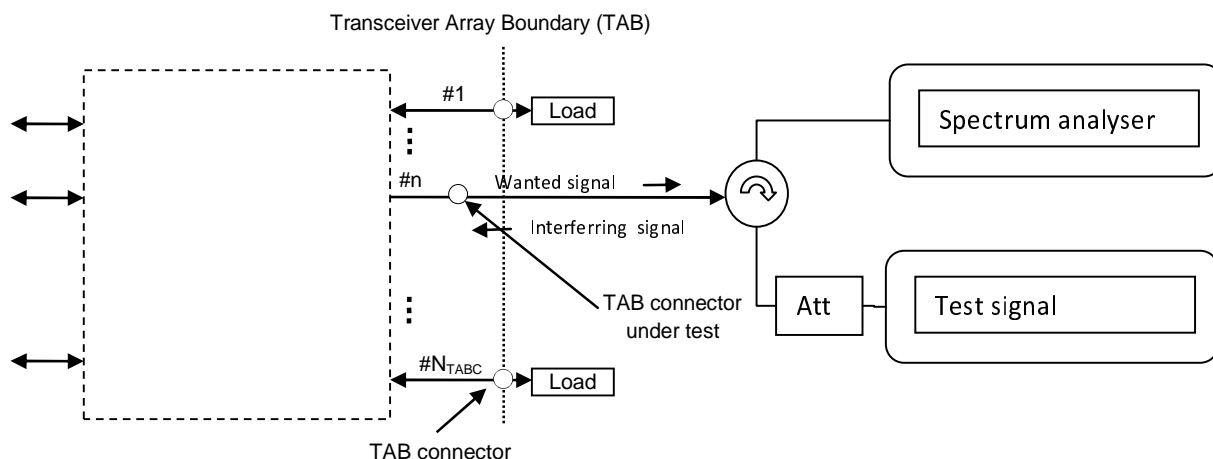 Transceiver Array Boundary (TAB)
#1
Load
Spectrum analyser
#n
Wanted signal
Interferring signal
TAB connector
under test
Att
Test signal
#NTABC
Load
TAB connector